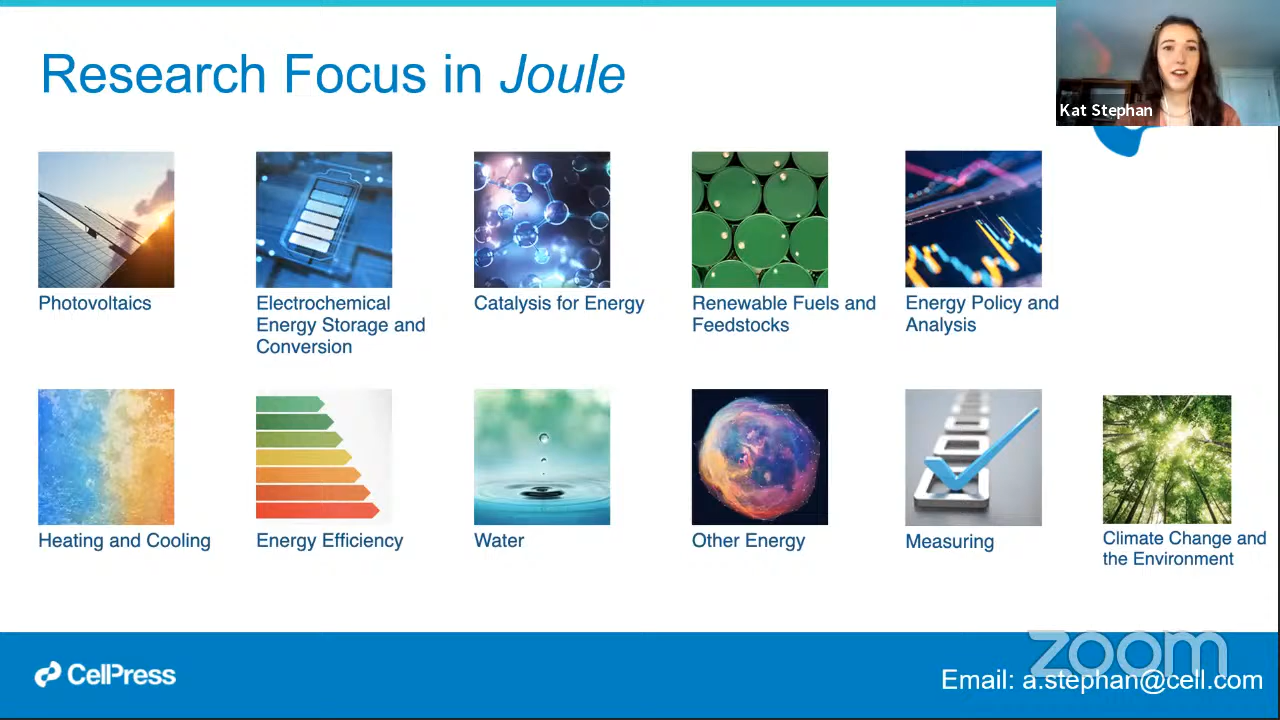 Research Focus in Joule
Kat Stephan
Photovoltaics
Electrochemical
Energy Storage and
Conversion
Catalysis for Energy
Renewable Fuels and
Feedstocks
Energy Policy and
Analysis
Heating and Cooling
Energy Efficiency
Water
Other Energy
Measuring
Climate Change and
the Environment
CellPress
zoom
Email: a.stephan@cell.com